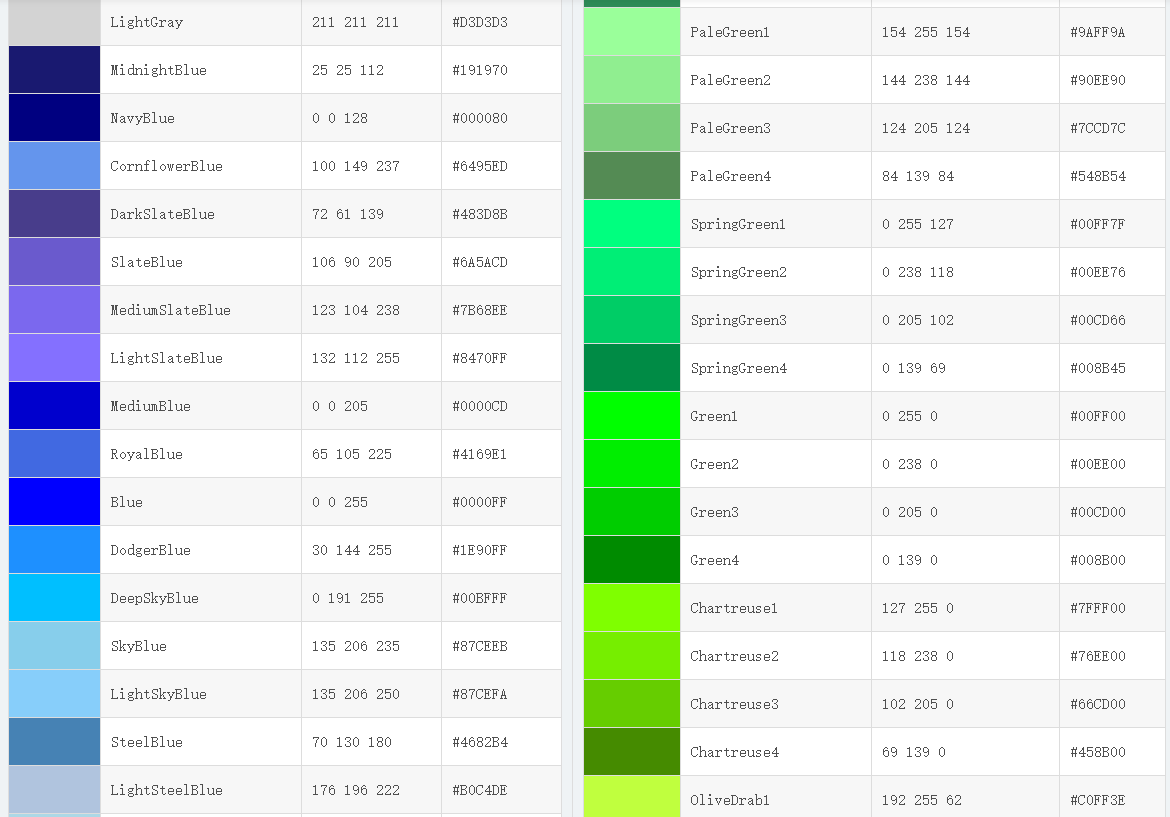 LightGray 211 211 211 #D3D3D3
MidnightBlue 25 25 112 #191970
NavyBlue 0 0 128 #000080
CornflowerBlue 100 149 237 #6495ED
DarkSlateBlue 72 61 139 #483D8B
SlateBlue 106 90 205 #6A5ACD
MediumSlateBlue 123 104 238 #7B68EE
LightSlateBlue 132 112 255 #8470FF
MediumBlue 0 0 205 #0000CD
RoyalBlue 65 105 225 #4169E1
Blue 0 0 255 #0000FF
DodgerBlue 30 144 255 #1E90FF
DeepSkyBlue 0 191 255 #00BFFF
SkyBlue 135 206 235 #87CEEB
LightSkyBlue 135 206 250 #87CEFA
SteelBlue 70 130 180 #4682B4
LightSteelBlue 176 196 222 #B0C4DE
PaleGreen1 154 255 154 #9AFF9A
PaleGreen2 144 238 144 #90EE90
PaleGreen3 124 205 124 #7CCD7C
PaleGreen4 84 139 84 #548B54
SpringGreen1 0 255 127 #00FF7F
SpringGreen2 0 238 118 #00EE76
SpringGreen3 0 205 102 #00CD66
SpringGreen4 0 139 69 #008B45
Green1 0 255 0 #00FF00
Green2 0 238 0 #00EE00
Green3 0 205 0 #00CD00
Green4 0 139 0 #008B00
Chartreuse1 127 255 0 #7FFF00
Chartreuse2 118 238 0 #76EE00
Chartreuse3 102 205 0 #66CD00
Chartreuse4 69 139 0 #458B00
OliveDrab1 192 255 62 #C0FF3E